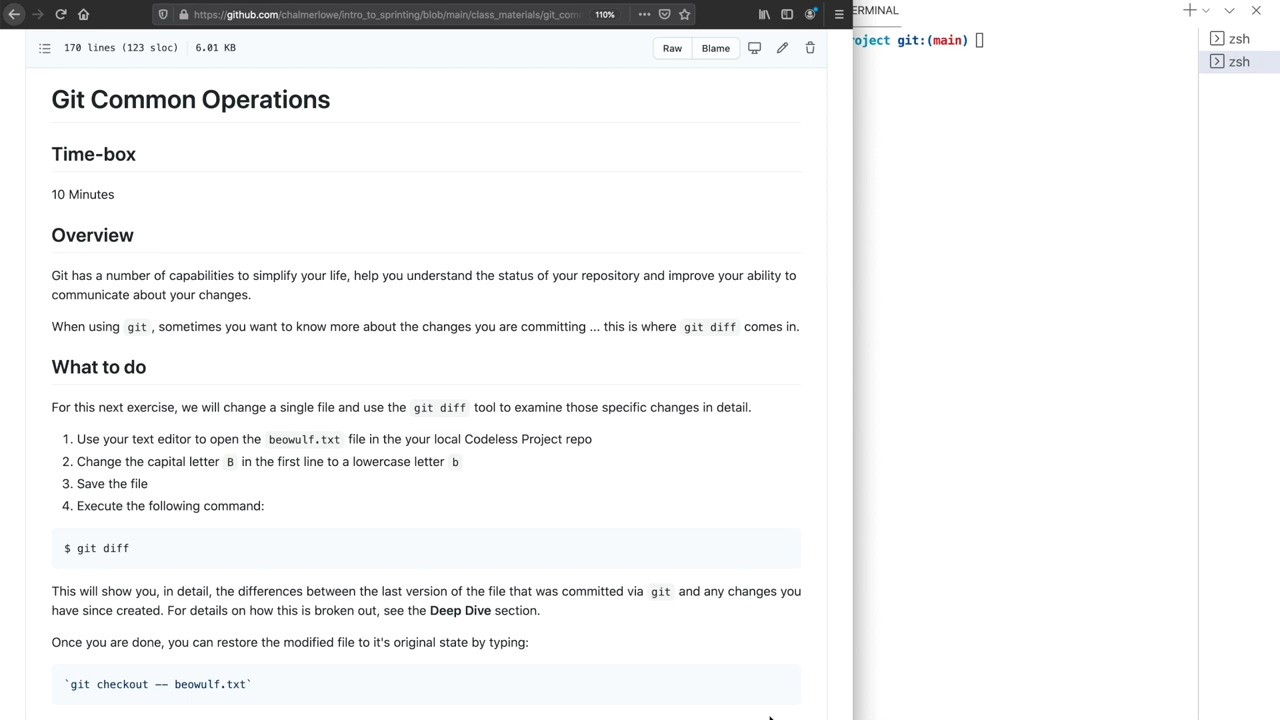 https://github.com/chalmerlowe/intro_to_sprinting/blob/main/class_materials/git_com
110%
170 lines (123 sloc) 6.01 KB
Raw Blame
Git Common Operations
Time-box
10 Minutes
Overview
Git has a number of capabilities to simplify your life, help you understand the status of your repository and improve your ability to
communicate about your changes.
When using git , sometimes you want to know more about the changes you are committing ... this is where git diff comes in.
What to do
For this next exercise, we will change a single file and use the git diff tool to examine those specific changes in detail.
1. Use your text editor to open the beowulf.txt file in the your local Codeless Project repo
2. Change the capital letter B in the first line to a lowercase letter b
3. Save the file
4. Execute the following command:
$ git diff
This will show you, in detail, the differences between the last version of the file that was committed via git and any changes you
have since created. For details on how this is broken out, see the Deep Dive section.
Once you are done, you can restore the modified file to it's original state by typing:
`git checkout -- beowulf.txt`
ERMINAL
oject git:(main)
zsh
zsh